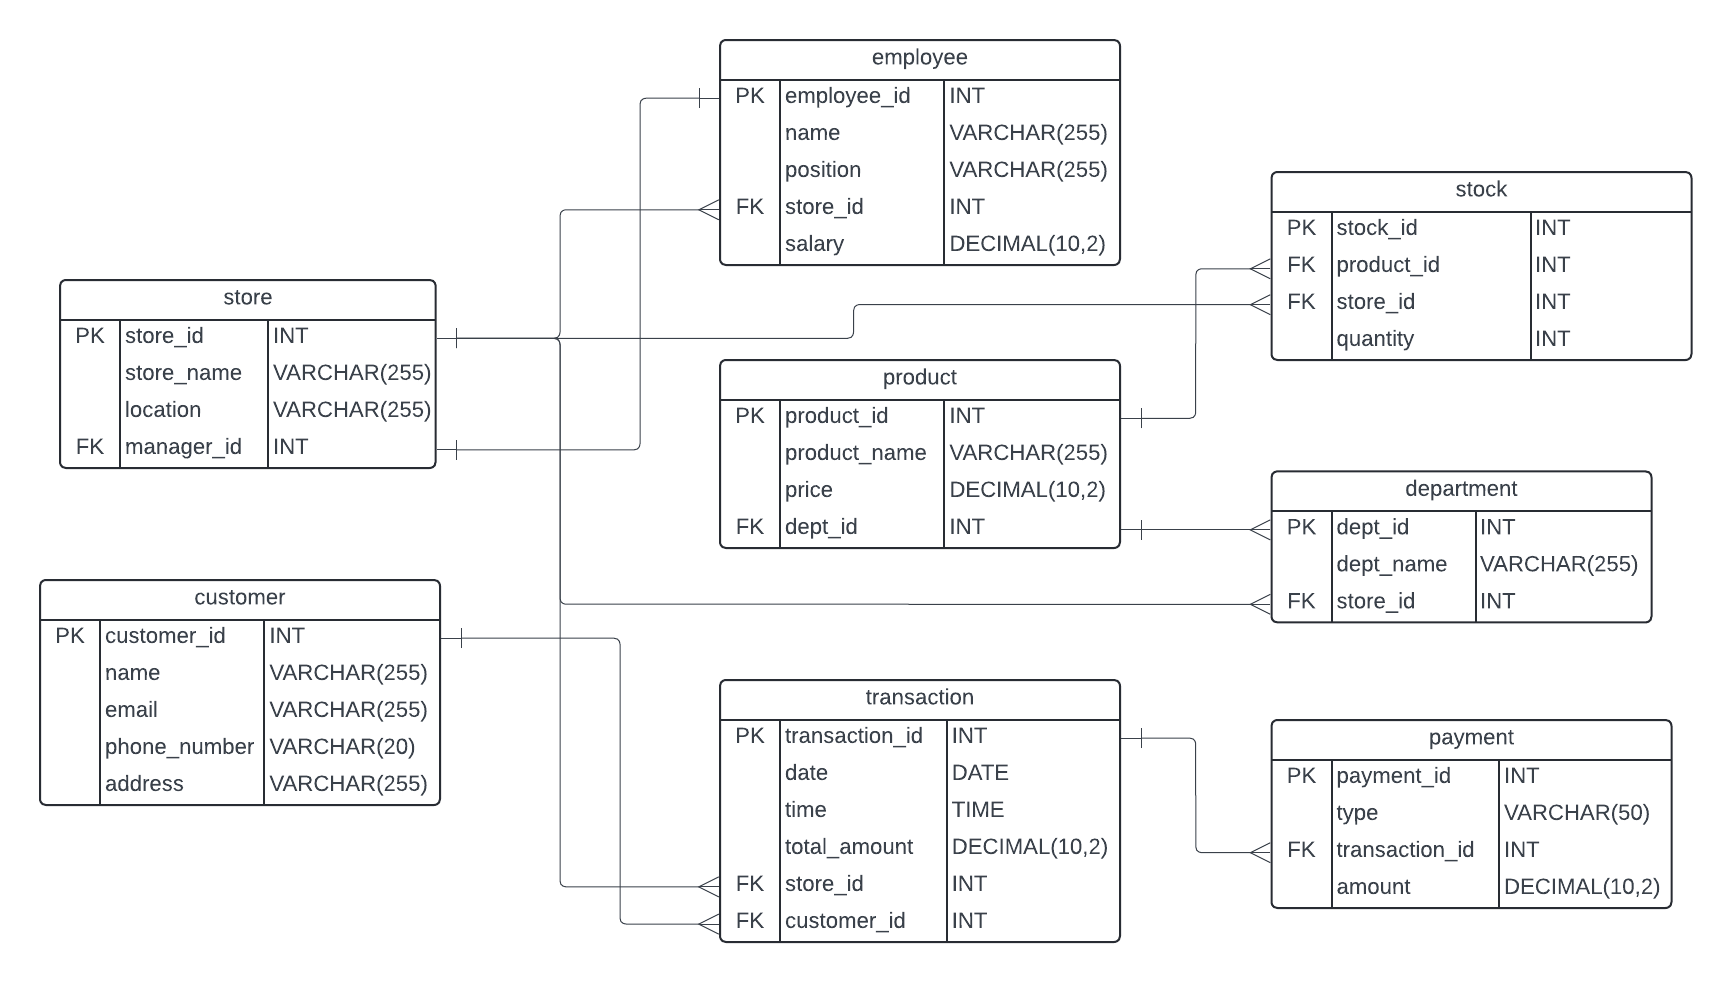 employee
PK employee_id INT
name VARCHAR(255)
position VARCHAR(255)
FK store_id INT
salary DECIMAL(10,2)
stock
PK stock_id INT
FK product_id INT
FK store_id INT
quantity INT
store
PK store_id INT
store_name VARCHAR(255)
location VARCHAR(255)
FK manager_id INT
product
PK product_id INT
product_name VARCHAR(255)
price DECIMAL(10,2)
FK dept_id INT
department
PK dept_id INT
dept_name VARCHAR(255)
FK store_id INT
customer
PK customer_id INT
name VARCHAR(255)
email VARCHAR(255)
phone_number VARCHAR(20)
address VARCHAR(255)
transaction
PK transaction_id INT
date DATE
time TIME
total_amount DECIMAL(10,2)
FK store_id INT
FK customer_id INT
payment
PK payment_id INT
type VARCHAR(50)
FK transaction_id INT
amount DECIMAL(10,2)